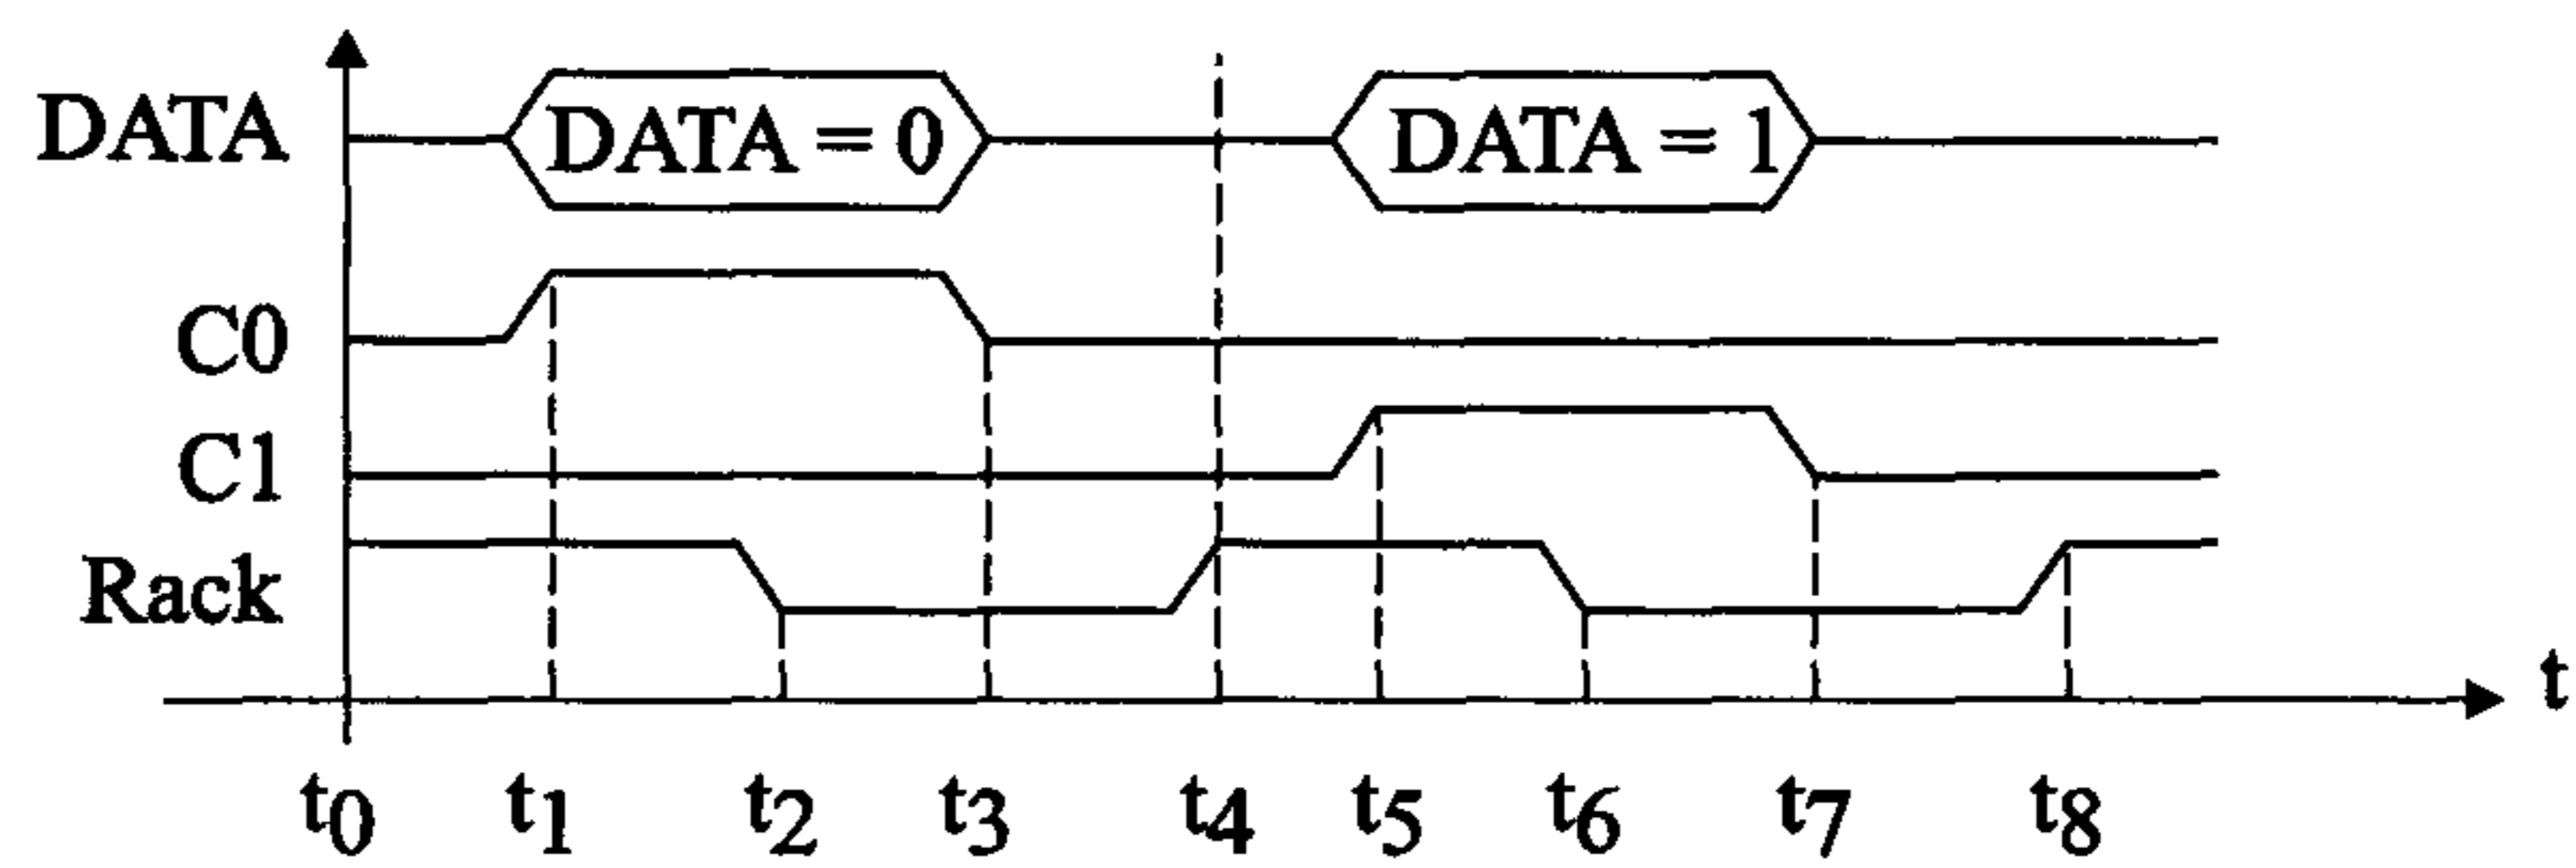 DATA DATA = 0 DATA = 1
C0
C1
Rack
t
t0 t1 t2 t3 t4 t5 t6 t7 t8